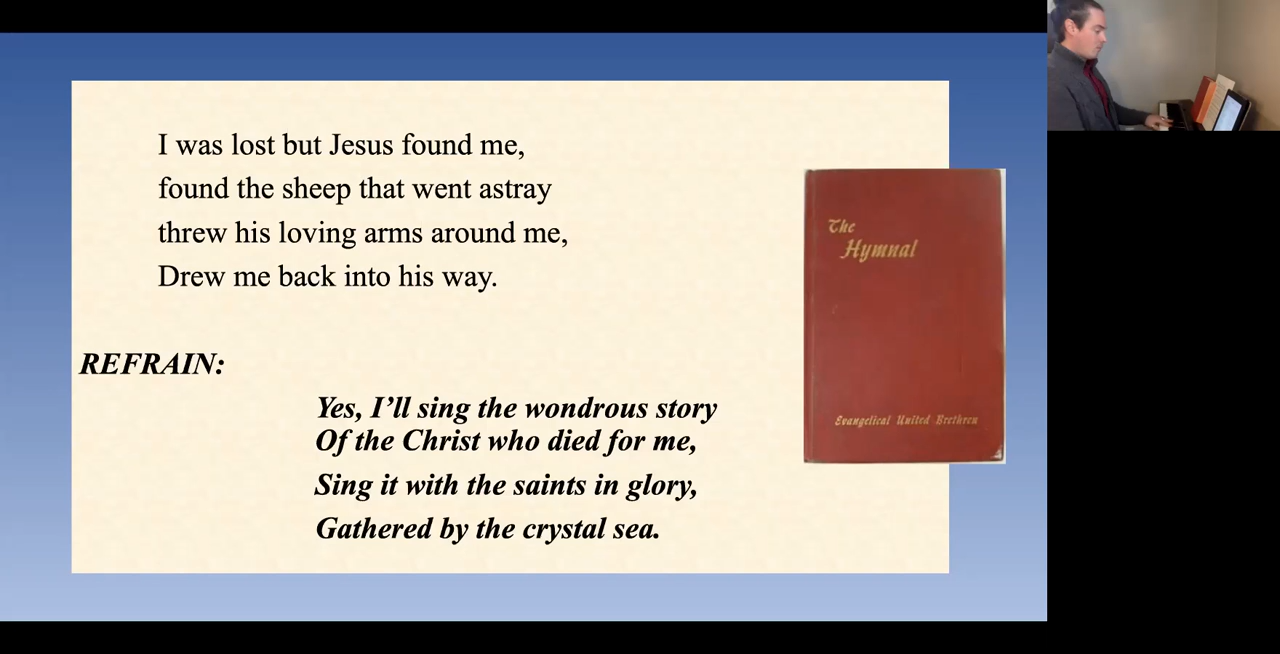 I was lost but Jesus found me,
found the sheep that went astray
threw his loving arms around me,
Drew me back into his way.
REFRAIN:
Yes, I’ll sing the wondrous story
Of the Christ who died for me,
Sing it with the saints in glory,
Gathered by the crystal sea.
The
Hymnal
Evangelical United Brethren